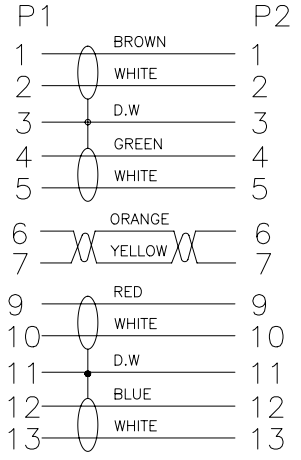 P1 P2
1 BROWN 1
2 WHITE 2
3 D.W 3
4 GREEN 4
5 WHITE 5
6 ORANGE 6
7 YELLOW 7
9 RED 9
10 WHITE 10
11 D.W 11
12 BLUE 12
13 WHITE 13